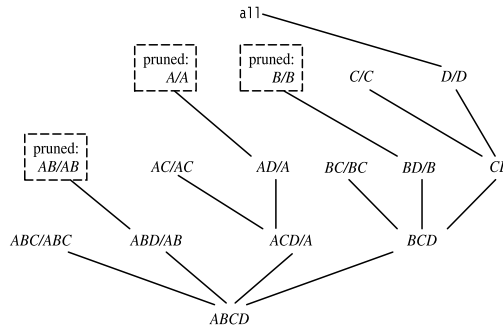 all
pruned:
A/A
pruned:
B/B
C/C
D/D
pruned:
AB/AB
AC/AC
AD/A
BC/BC
BD/B
ABC/ABC
ABD/AB
ACD/A
BCD
ABCD